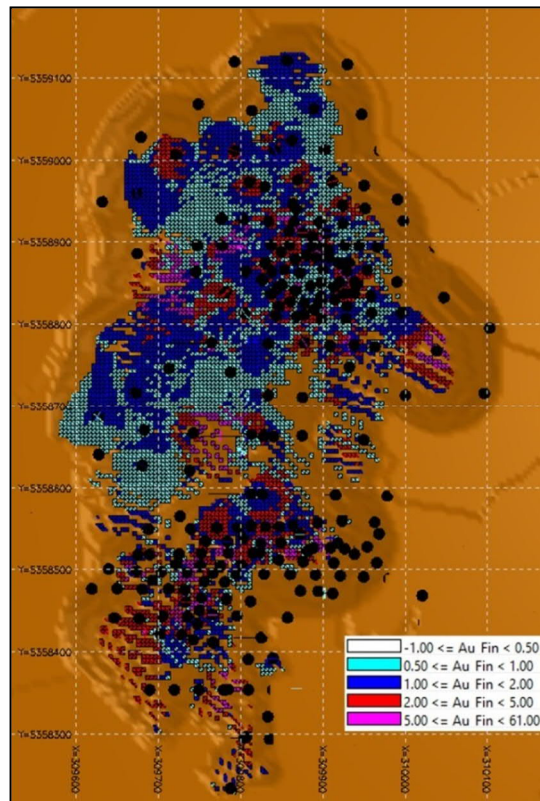 Y=5359100
Y=5359000
Y=5358900
Y=5358800
Y=5358700
Y=5358600
Y=5358500
Y=5358400
Y=5358300
-1.00 <= Au Fin < 0.50
0.50 <= Au Fin < 1.00
1.00 <= Au Fin < 2.00
2.00 <= Au Fin < 5.00
5.00 <= Au Fin < 61.00
X=309600
X=309700
X=309900
X=310000
X=310100